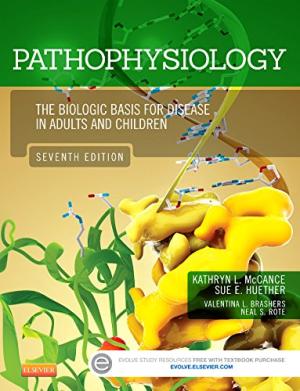 PATHOPHYSIOLOGY
THE BIOLOGIC BASIS FOR DISEASE
IN ADULTS AND CHILDREN
SEVENTH EDITION
KATHRYN L. McCANCE
SUE E. HUETHER
VALENTINA L. BRASHERS
NEAL S. ROTE
ELSEVIER
EVOLVE STUDY RESOURCES FREE WITH TEXTBOOK PURCHASE
EVOLVE.ELSEVIER.COM